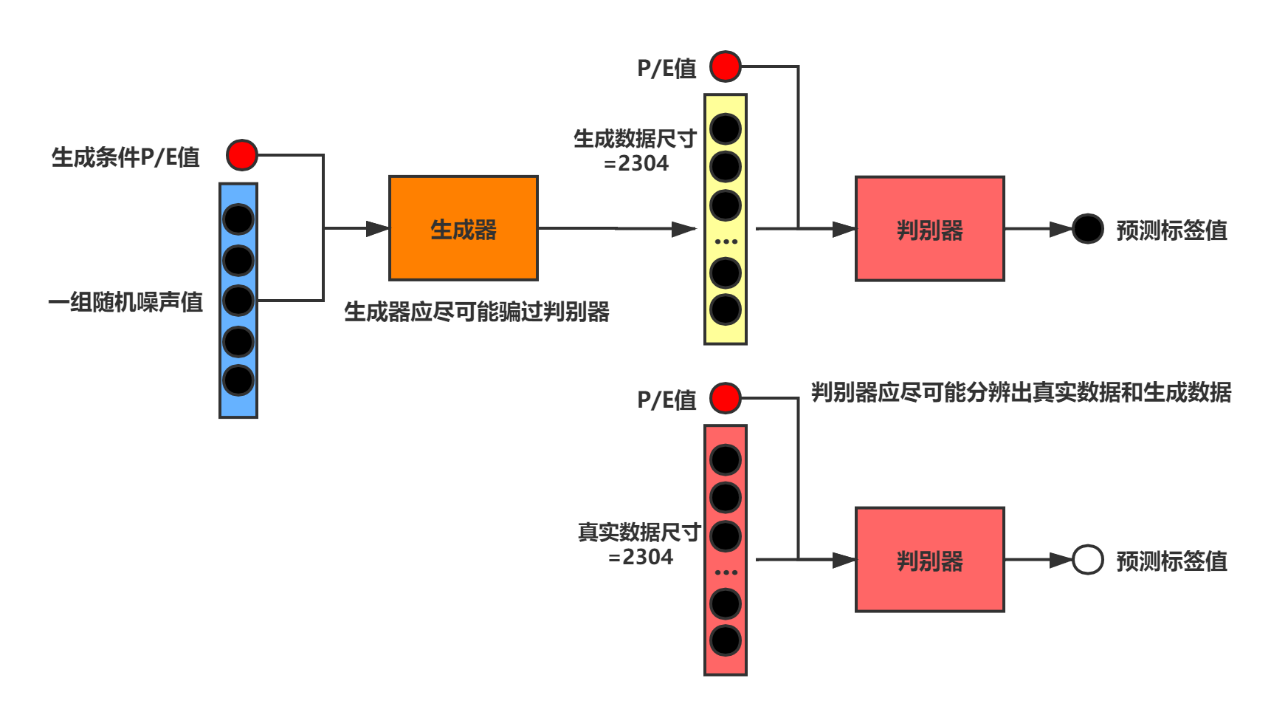 P/E值
生成数据尺寸
=2304
生成条件P/E值
生成器
判别器
预测标签值
一组随机噪声值
生成器应尽可能骗过判别器
...
P/E值
判别器应尽可能分辨出真实数据和生成数据
真实数据尺寸
=2304
...
判别器
预测标签值